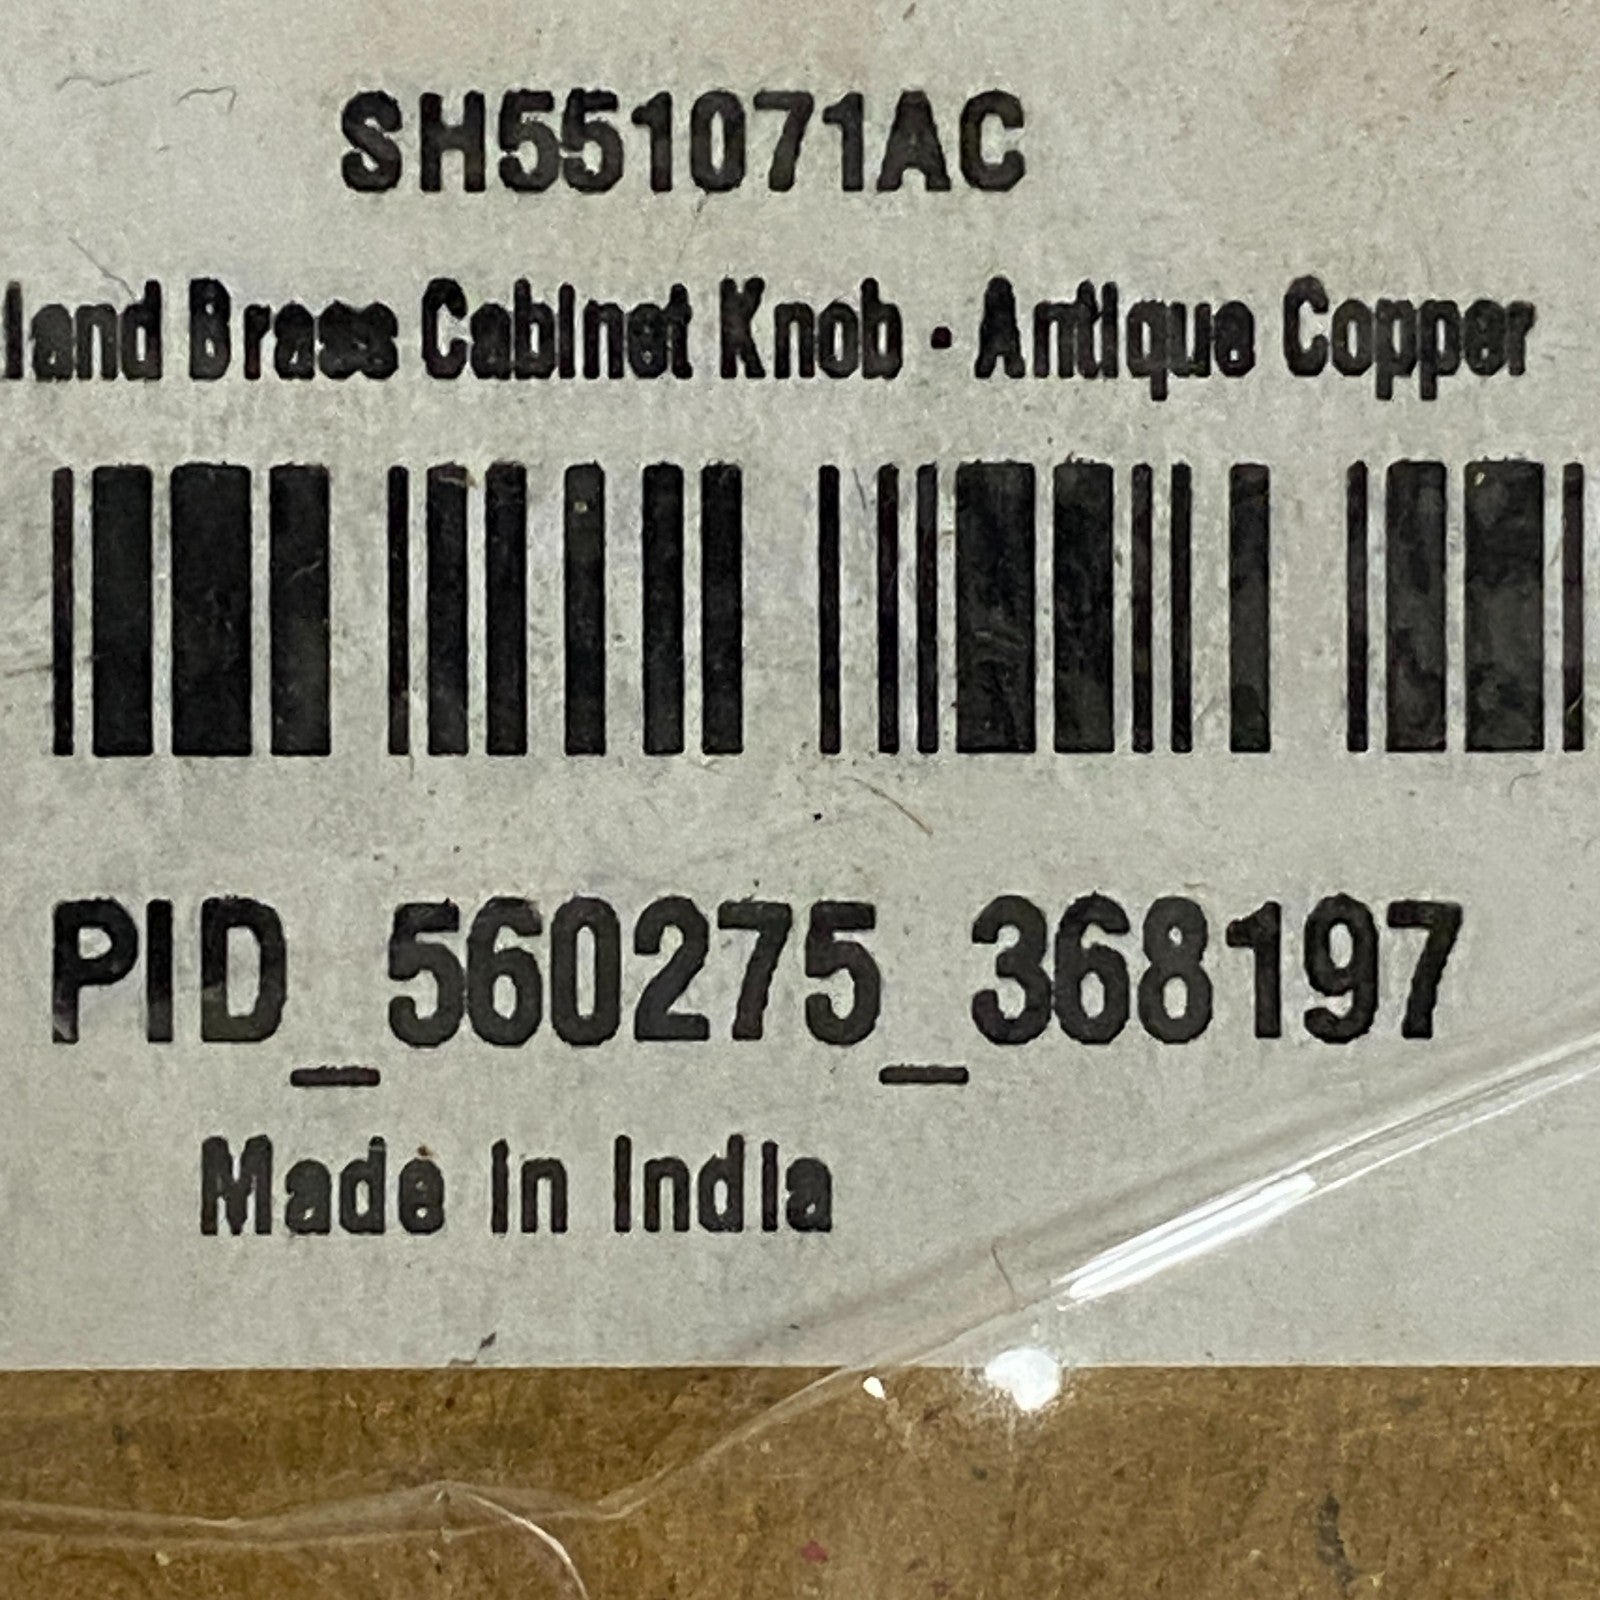 SH551071AC
land Brass Cabinet Knob - Antique Copper
PID_560275_368197
Made in India